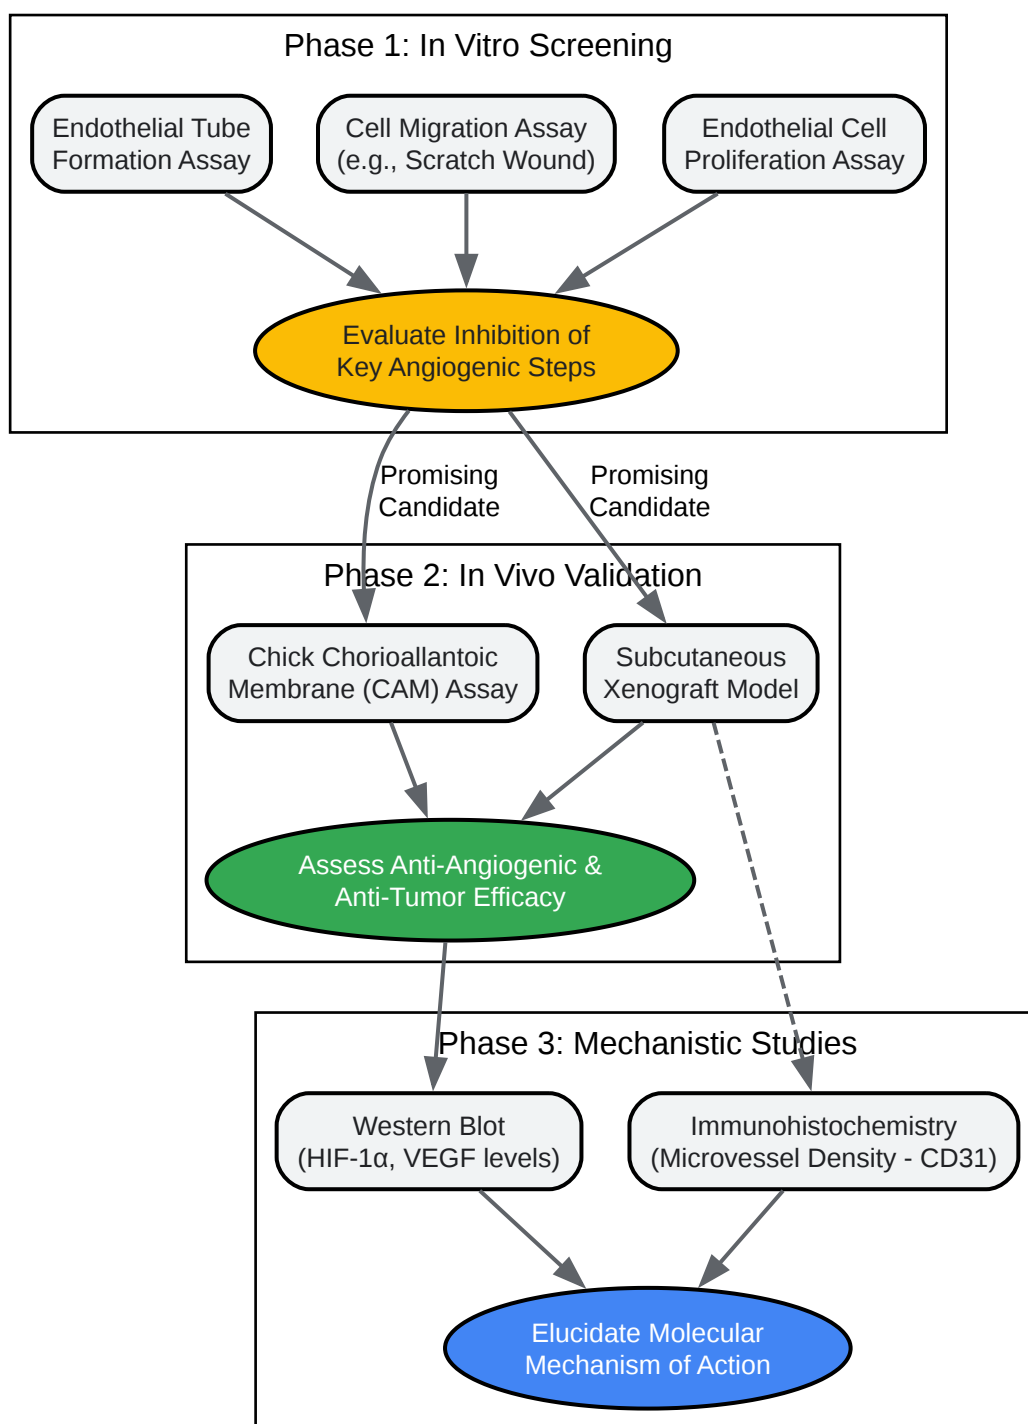 Phase 1: In Vitro Screening
Endothelial Tube
Formation Assay
Cell Migration Assay
(e.g., Scratch Wound)
Endothelial Cell
Proliferation Assay
Evaluate Inhibition of
Key Angiogenic Steps
Promising
Candidate
Promising
Candidate
Phase 2: In Vivo Validation
Chick Chorioallantoic
Membrane (CAM) Assay
Subcutaneous
Xenograft Model
Assess Anti-Angiogenic &
Anti-Tumor Efficacy
Phase 3: Mechanistic Studies
Western Blot
(HIF-1α, VEGF levels)
Immunohistochemistry
(Microvessel Density - CD31)
Elucidate Molecular
Mechanism of Action